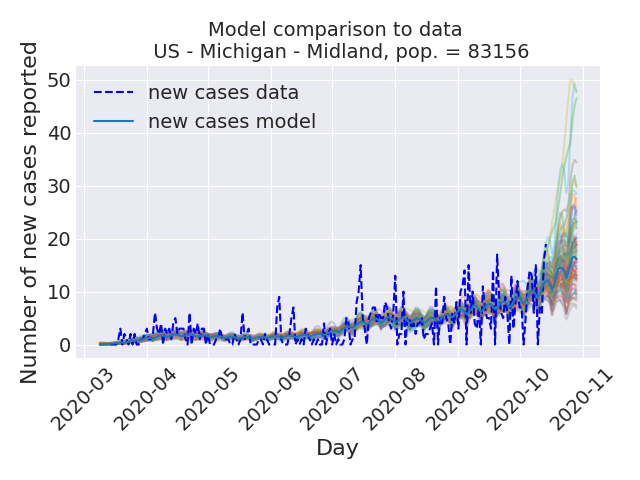 Model comparison to data
US - Michigan - Midland, pop. = 83156
Number of new cases reported
50
40
30
20
10
0
new cases data
new cases model
2020-03
2020-04
2020-05
2020-06
2020-07
2020-08
2020-09
2020-10
2020-11
Day